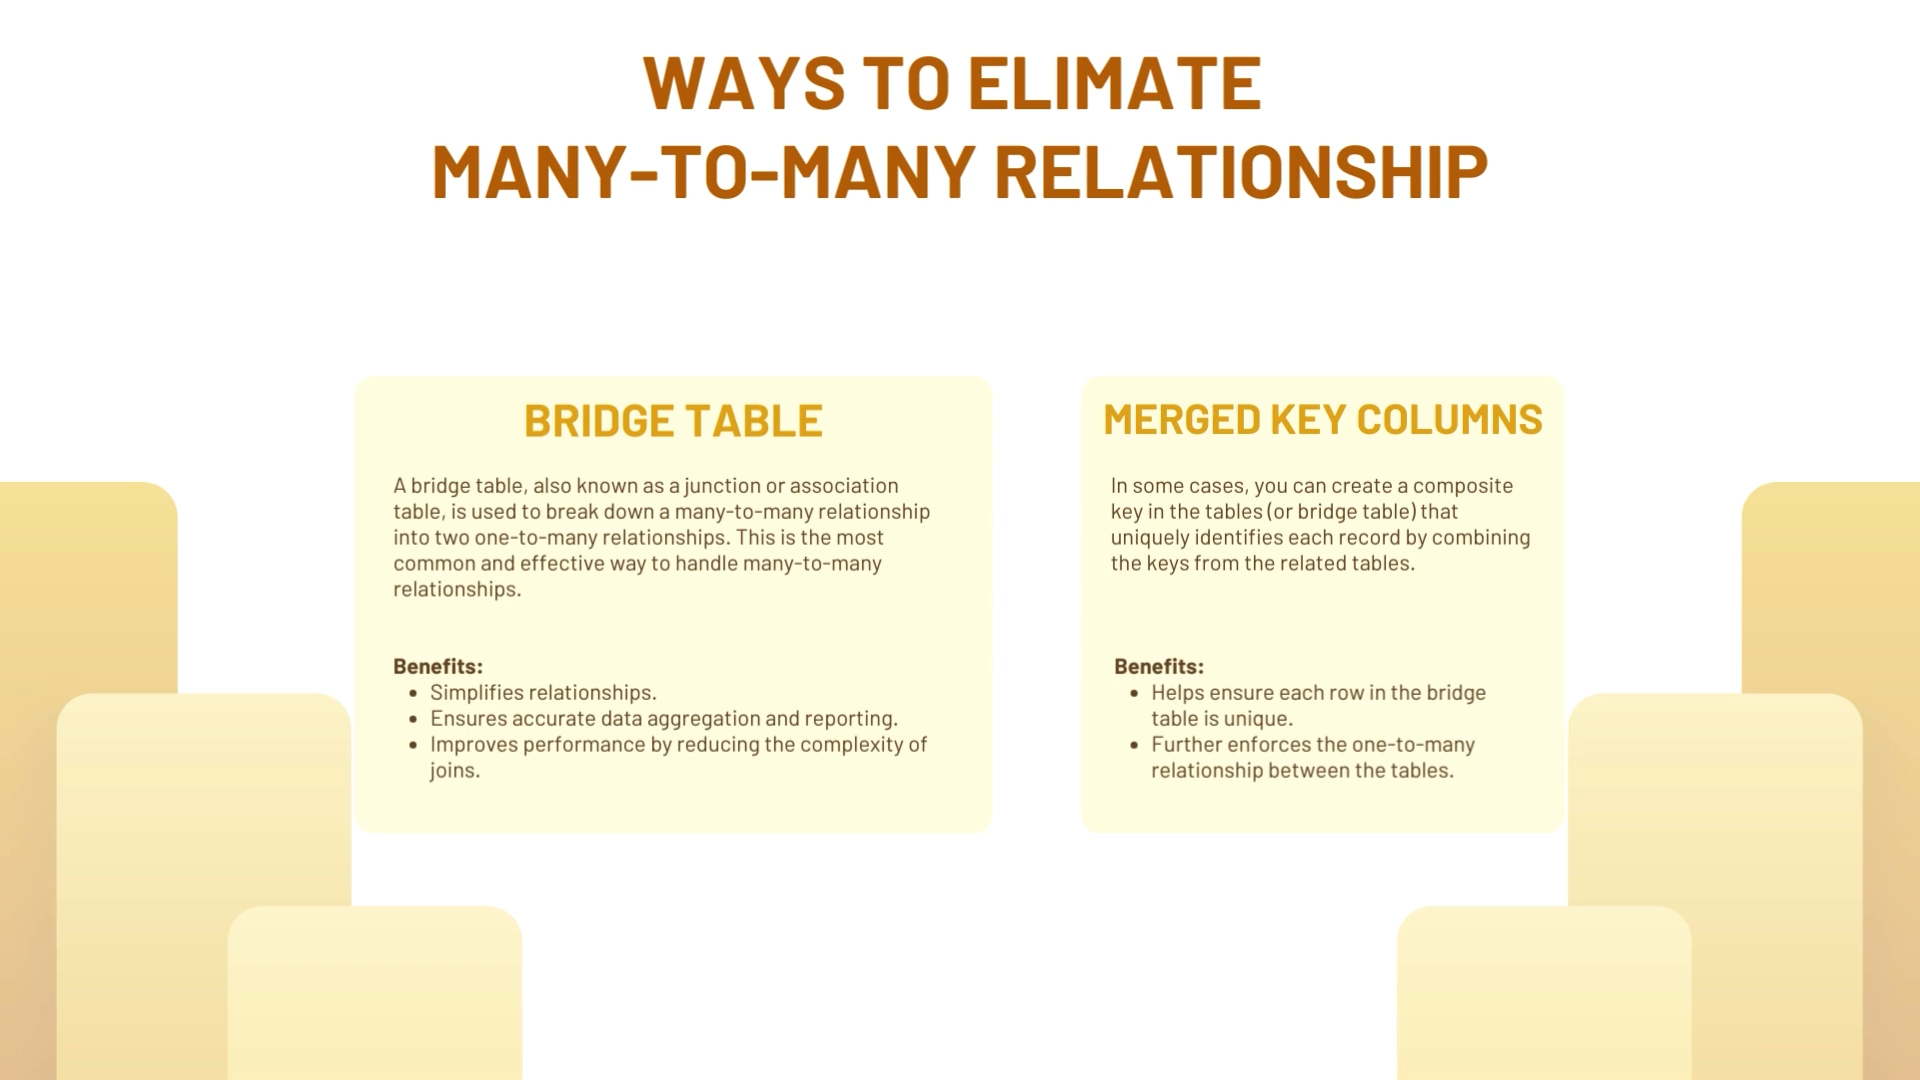 WAYS TO ELIMATE
MANY-TO-MANY RELATIONSHIP
BRIDGE TABLE
A bridge table, also known as a junction or association
table, is used to break down a many-to-many relationship
into two one-to-many relationships. This is the most
common and effective way to handle many-to-many
relationships.
Benefits:
• Simplifies relationships.
• Ensures accurate data aggregation and reporting.
• Improves performance by reducing the complexity of
joins.
MERGED KEY COLUMNS
In some cases, you can create a composite
key in the tables (or bridge table) that
uniquely identifies each record by combining
the keys from the related tables.
Benefits:
• Helps ensure each row in the bridge
table is unique.
• Further enforces the one-to-many
relationship between the tables.